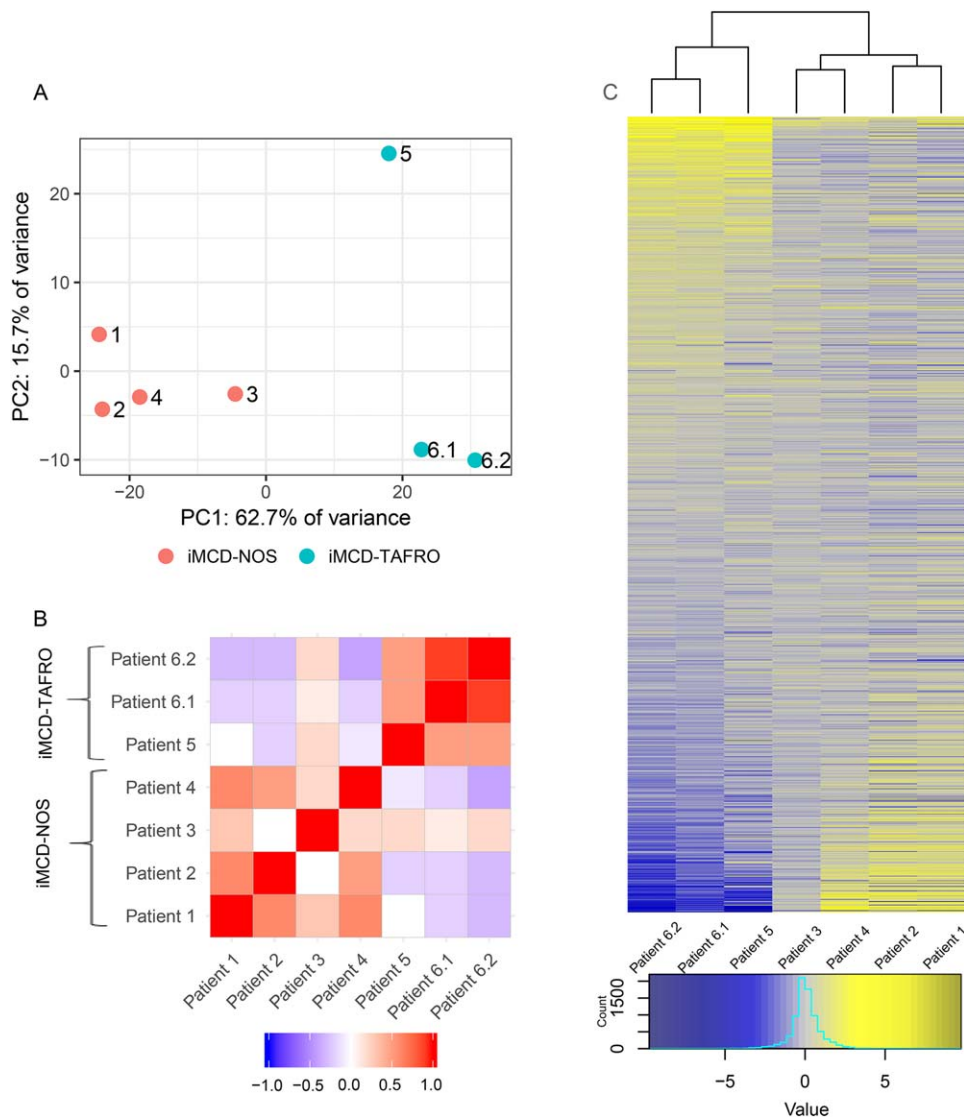 A
PC2: 15.7% of variance
20
10
0
−10
1
2
4
3
5
6.1
6.2
−20
0
20
PC1: 62.7% of variance
iMCD-NOS
iMCD-TAFRO
B
iMCD-TAFRO
iMCD-NOS
Patient 6.2
Patient 6.1
Patient 5
Patient 4
Patient 3
Patient 2
Patient 1
Patient 1
Patient 2
Patient 3
Patient 4
Patient 5
Patient 6.1
Patient 6.2
−1.0
−0.5
0.0
0.5
1.0
C
Patient 6.2
Patient 6.1
Patient 5
Patient 3
Patient 4
Patient 2
Patient 1
Count
1500
0
−5
0
5
Value